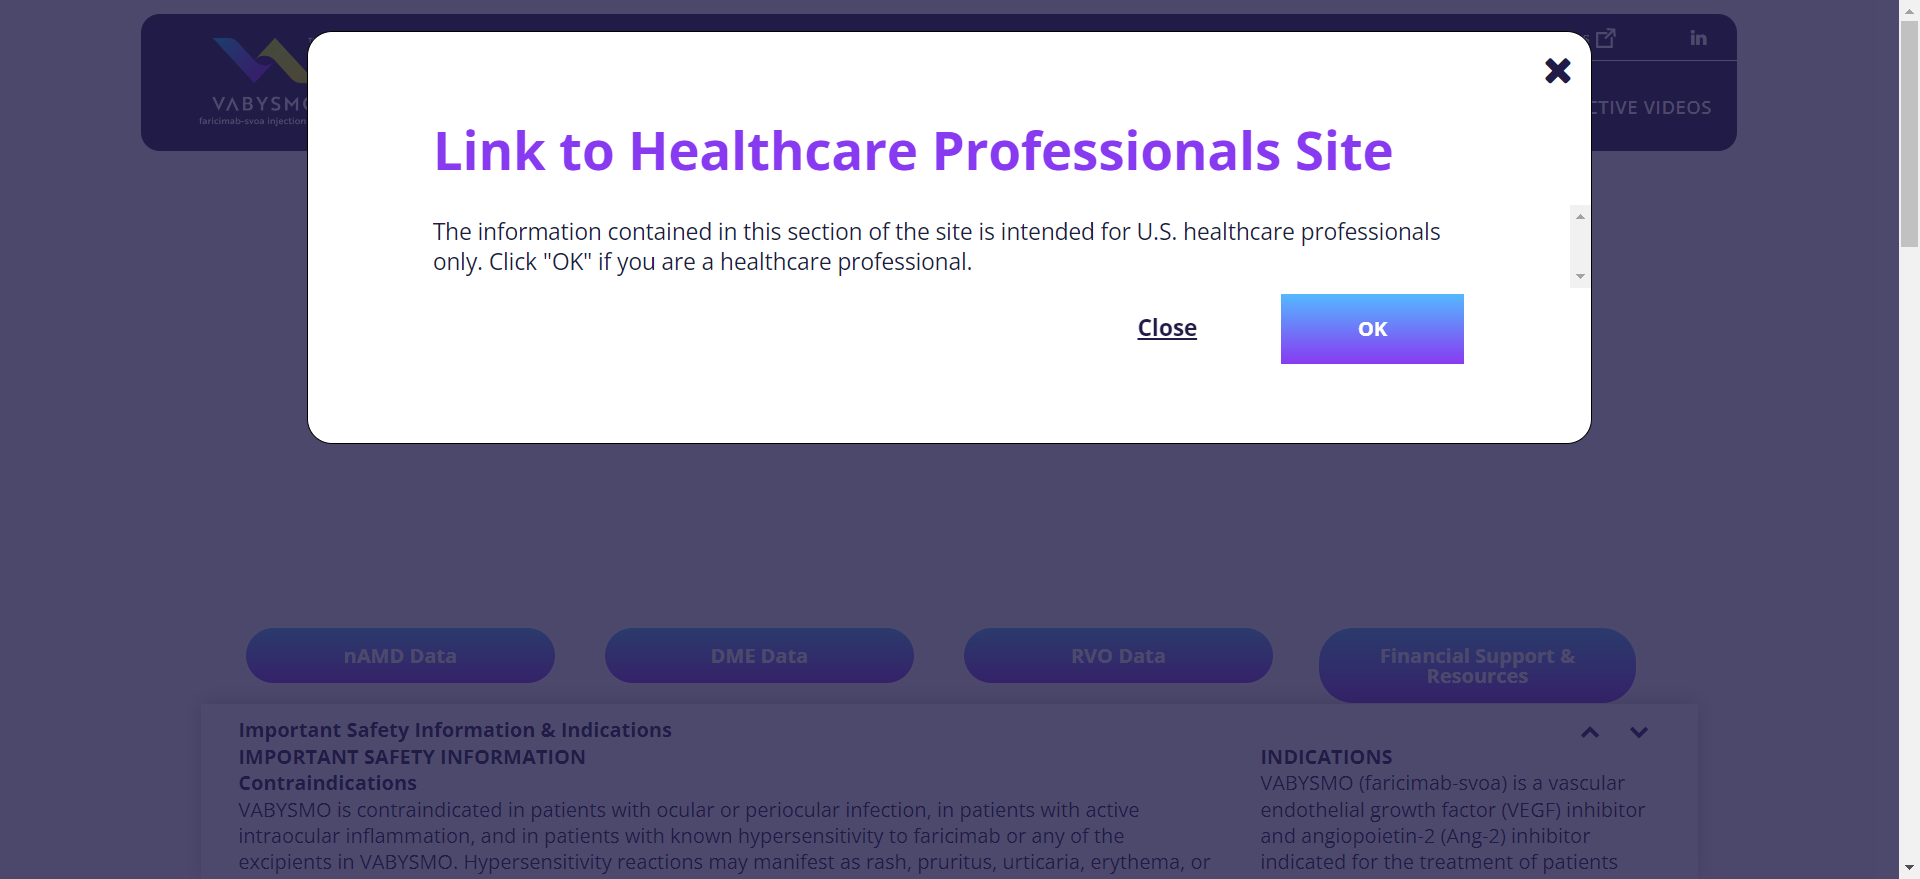 in
VABYSMO
faricimab-svoa injection
CTIVE VIDEOS
Link to Healthcare Professionals Site
The information contained in this section of the site is intended for U.S. healthcare professionals
only. Click "OK" if you are a healthcare professional.
Close
OK
nAMD Data
DME Data
RVO Data
Financial Support &
Resources
Important Safety Information & Indications
IMPORTANT SAFETY INFORMATION
Contraindications
VABYSMO is contraindicated in patients with ocular or periocular infection, in patients with active
intraocular inflammation, and in patients with known hypersensitivity to faricimab or any of the
excipients in VABYSMO. Hypersensitivity reactions may manifest as rash, pruritus, urticaria, erythema, or
INDICATIONS
VABYSMO (faricimab-svoa) is a vascular
endothelial growth factor (VEGF) inhibitor
and angiopoietin-2 (Ang-2) inhibitor
indicated for the treatment of patients